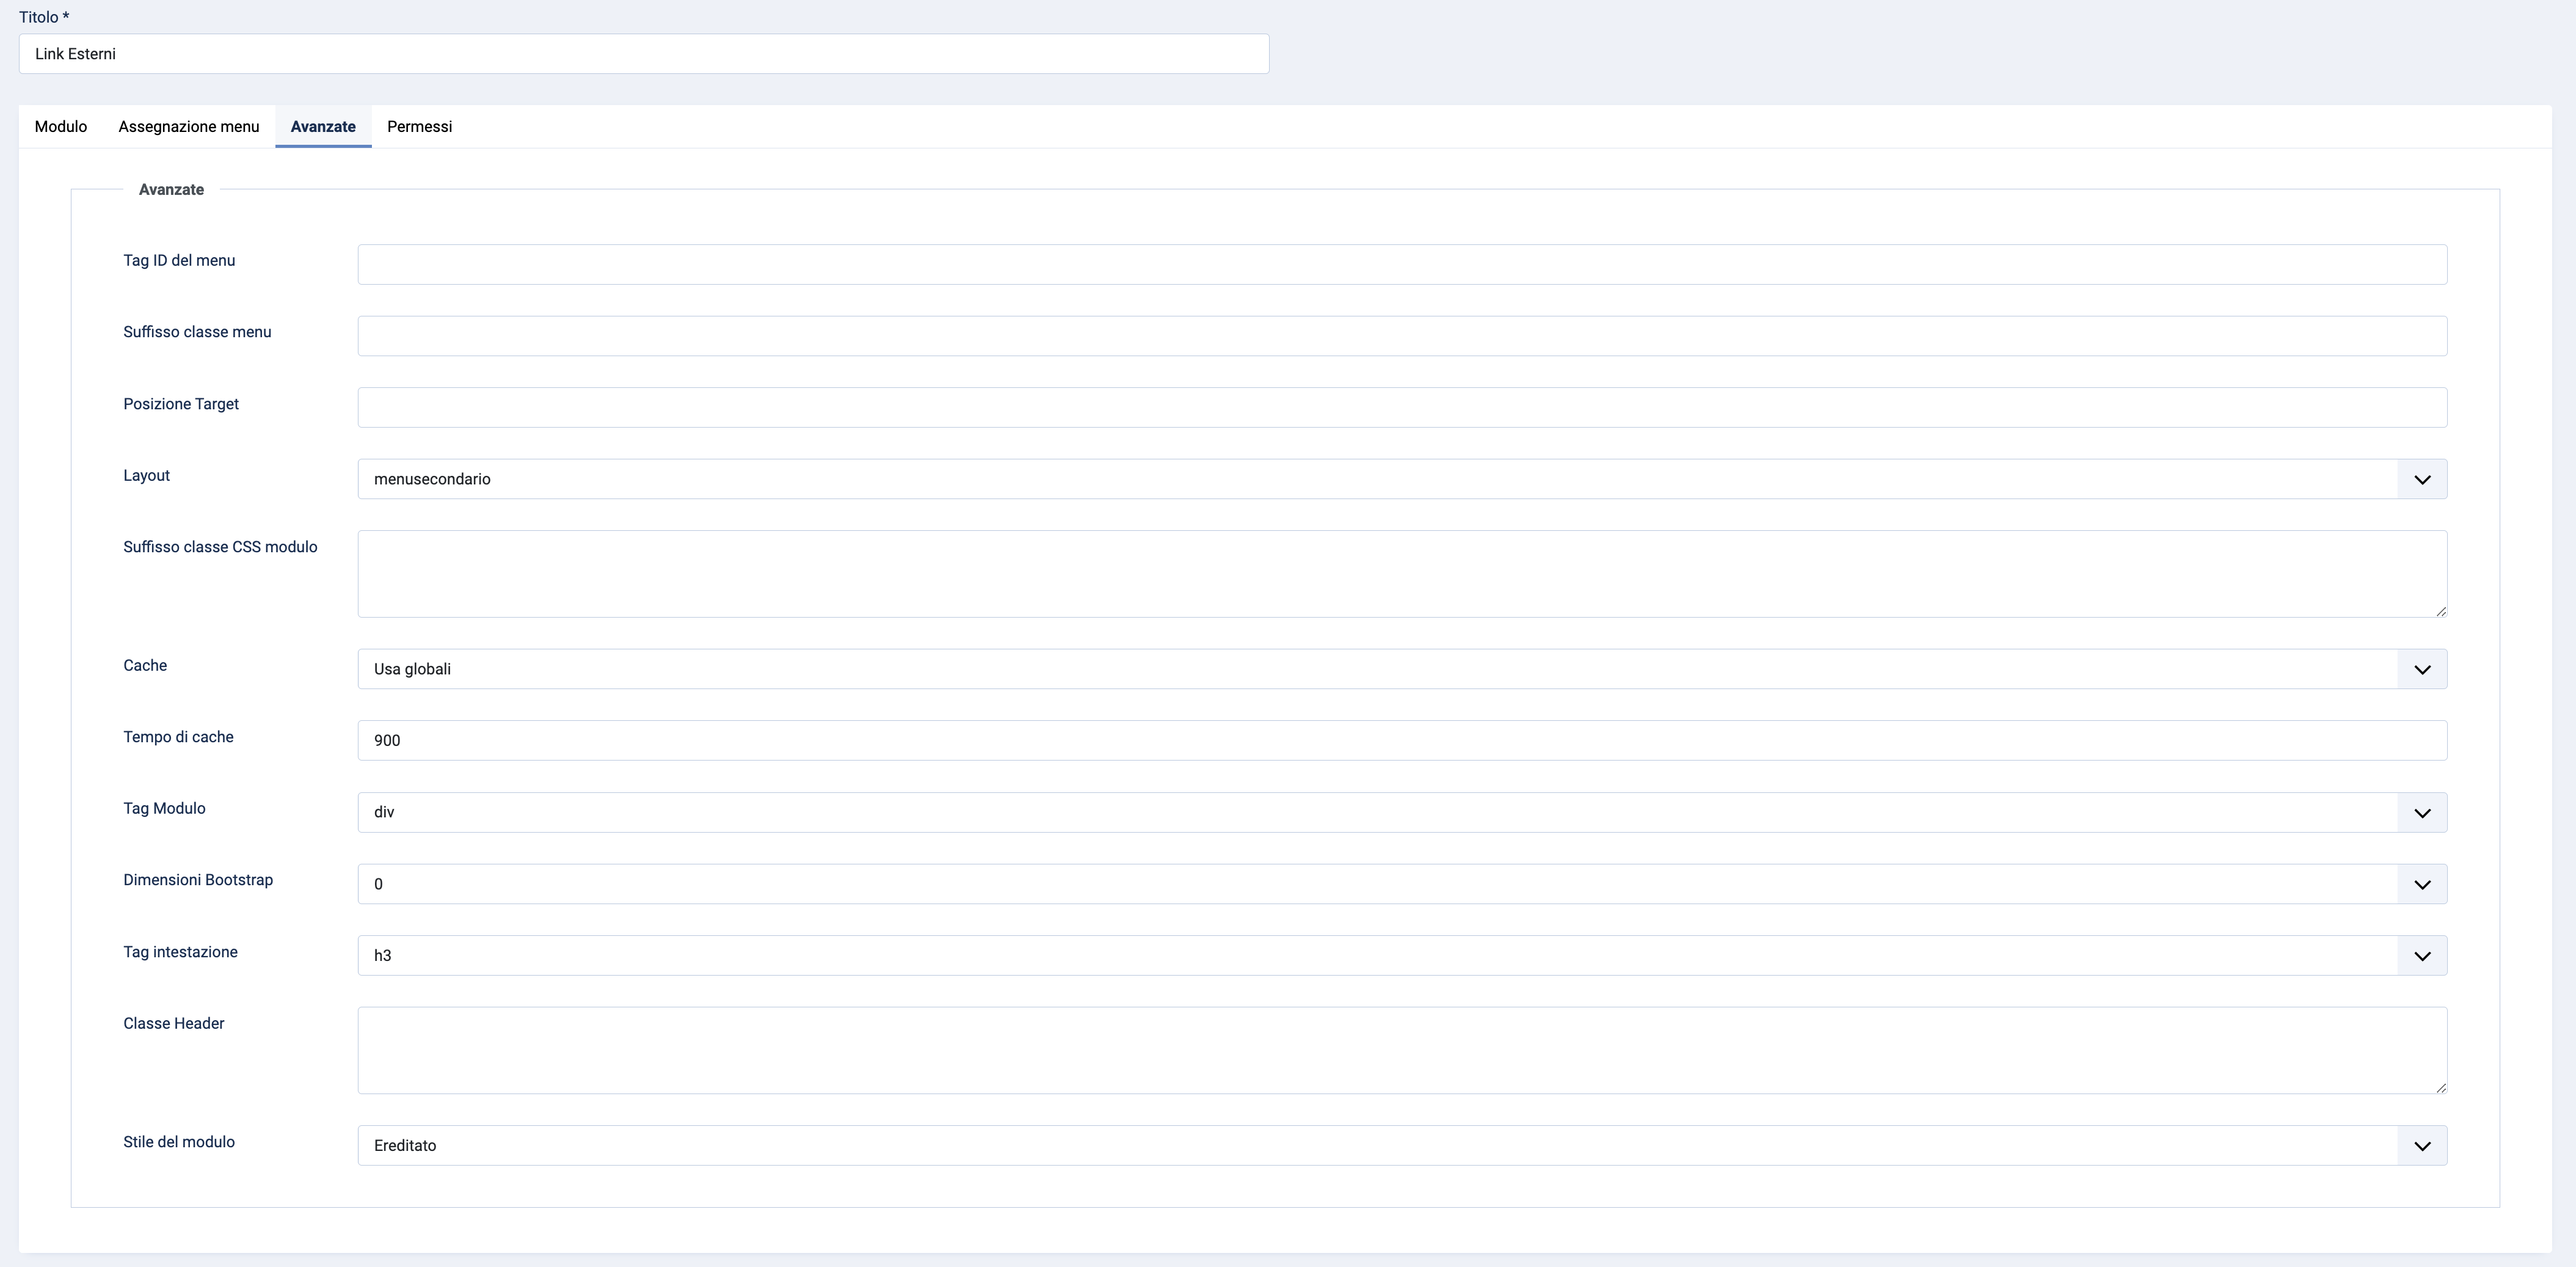 Titolo *
Link Esterni
Modulo Assegnazione menu Avanzate Permessi
Avanzate
Tag ID del menu
Suffisso classe menu
Posizione Target
Layout menusecondario
Suffisso classe CSS modulo
Cache Usa globali
Tempo di cache 900
Tag Modulo div
Dimensioni Bootstrap 0
Tag intestazione h3
Classe Header
Stile del modulo Ereditato